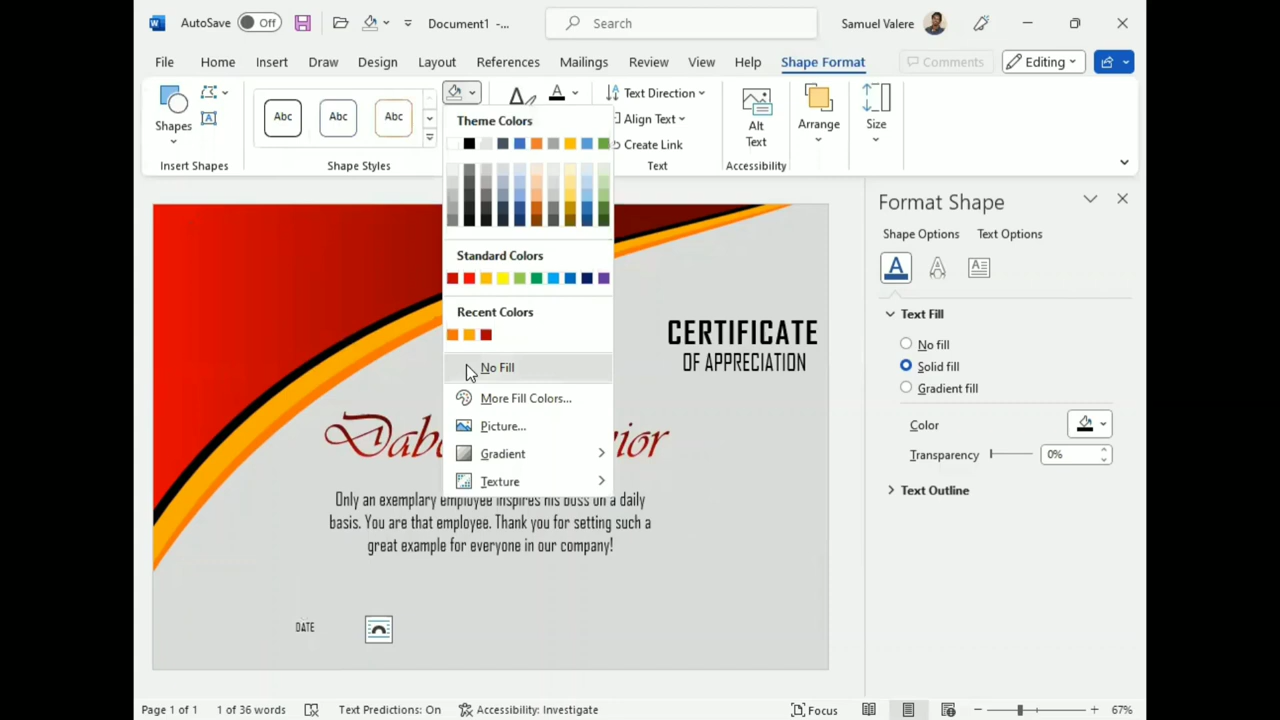 AutoSave Off Document1 -... Search Samuel Valere
File Home Insert Draw Design Layout References Mailings Review View Help Shape Format Comments Editing
Shapes
Insert Shapes
Abc Abc Abc
Shape Styles
Text Direction
Align Text
Create Link
Text
Alt
Text
Accessibility
Arrange
Size
Theme Colors
Standard Colors
Recent Colors
No Fill
More Fill Colors...
Picture...
Gradient
Texture
CERTIFICATE
OF APPRECIATION
Only an exemplary employee inspires his boss on a daily
basis. You are that employee. Thank you for setting such a
great example for everyone in our company!
DATE
Format Shape
Shape Options Text Options
Text Fill
No fill
Solid fill
Gradient fill
Color
Transparency 0%
Text Outline
Page 1 of 1 1 of 36 words Text Predictions: On Accessibility: Investigate Focus 67%